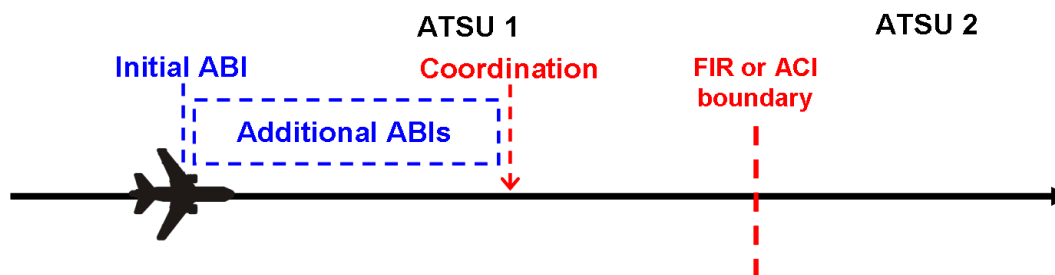 ATSU 1
ATSU 2
Initial ABI
Coordination
FIR or ACI
boundary
Additional ABIs